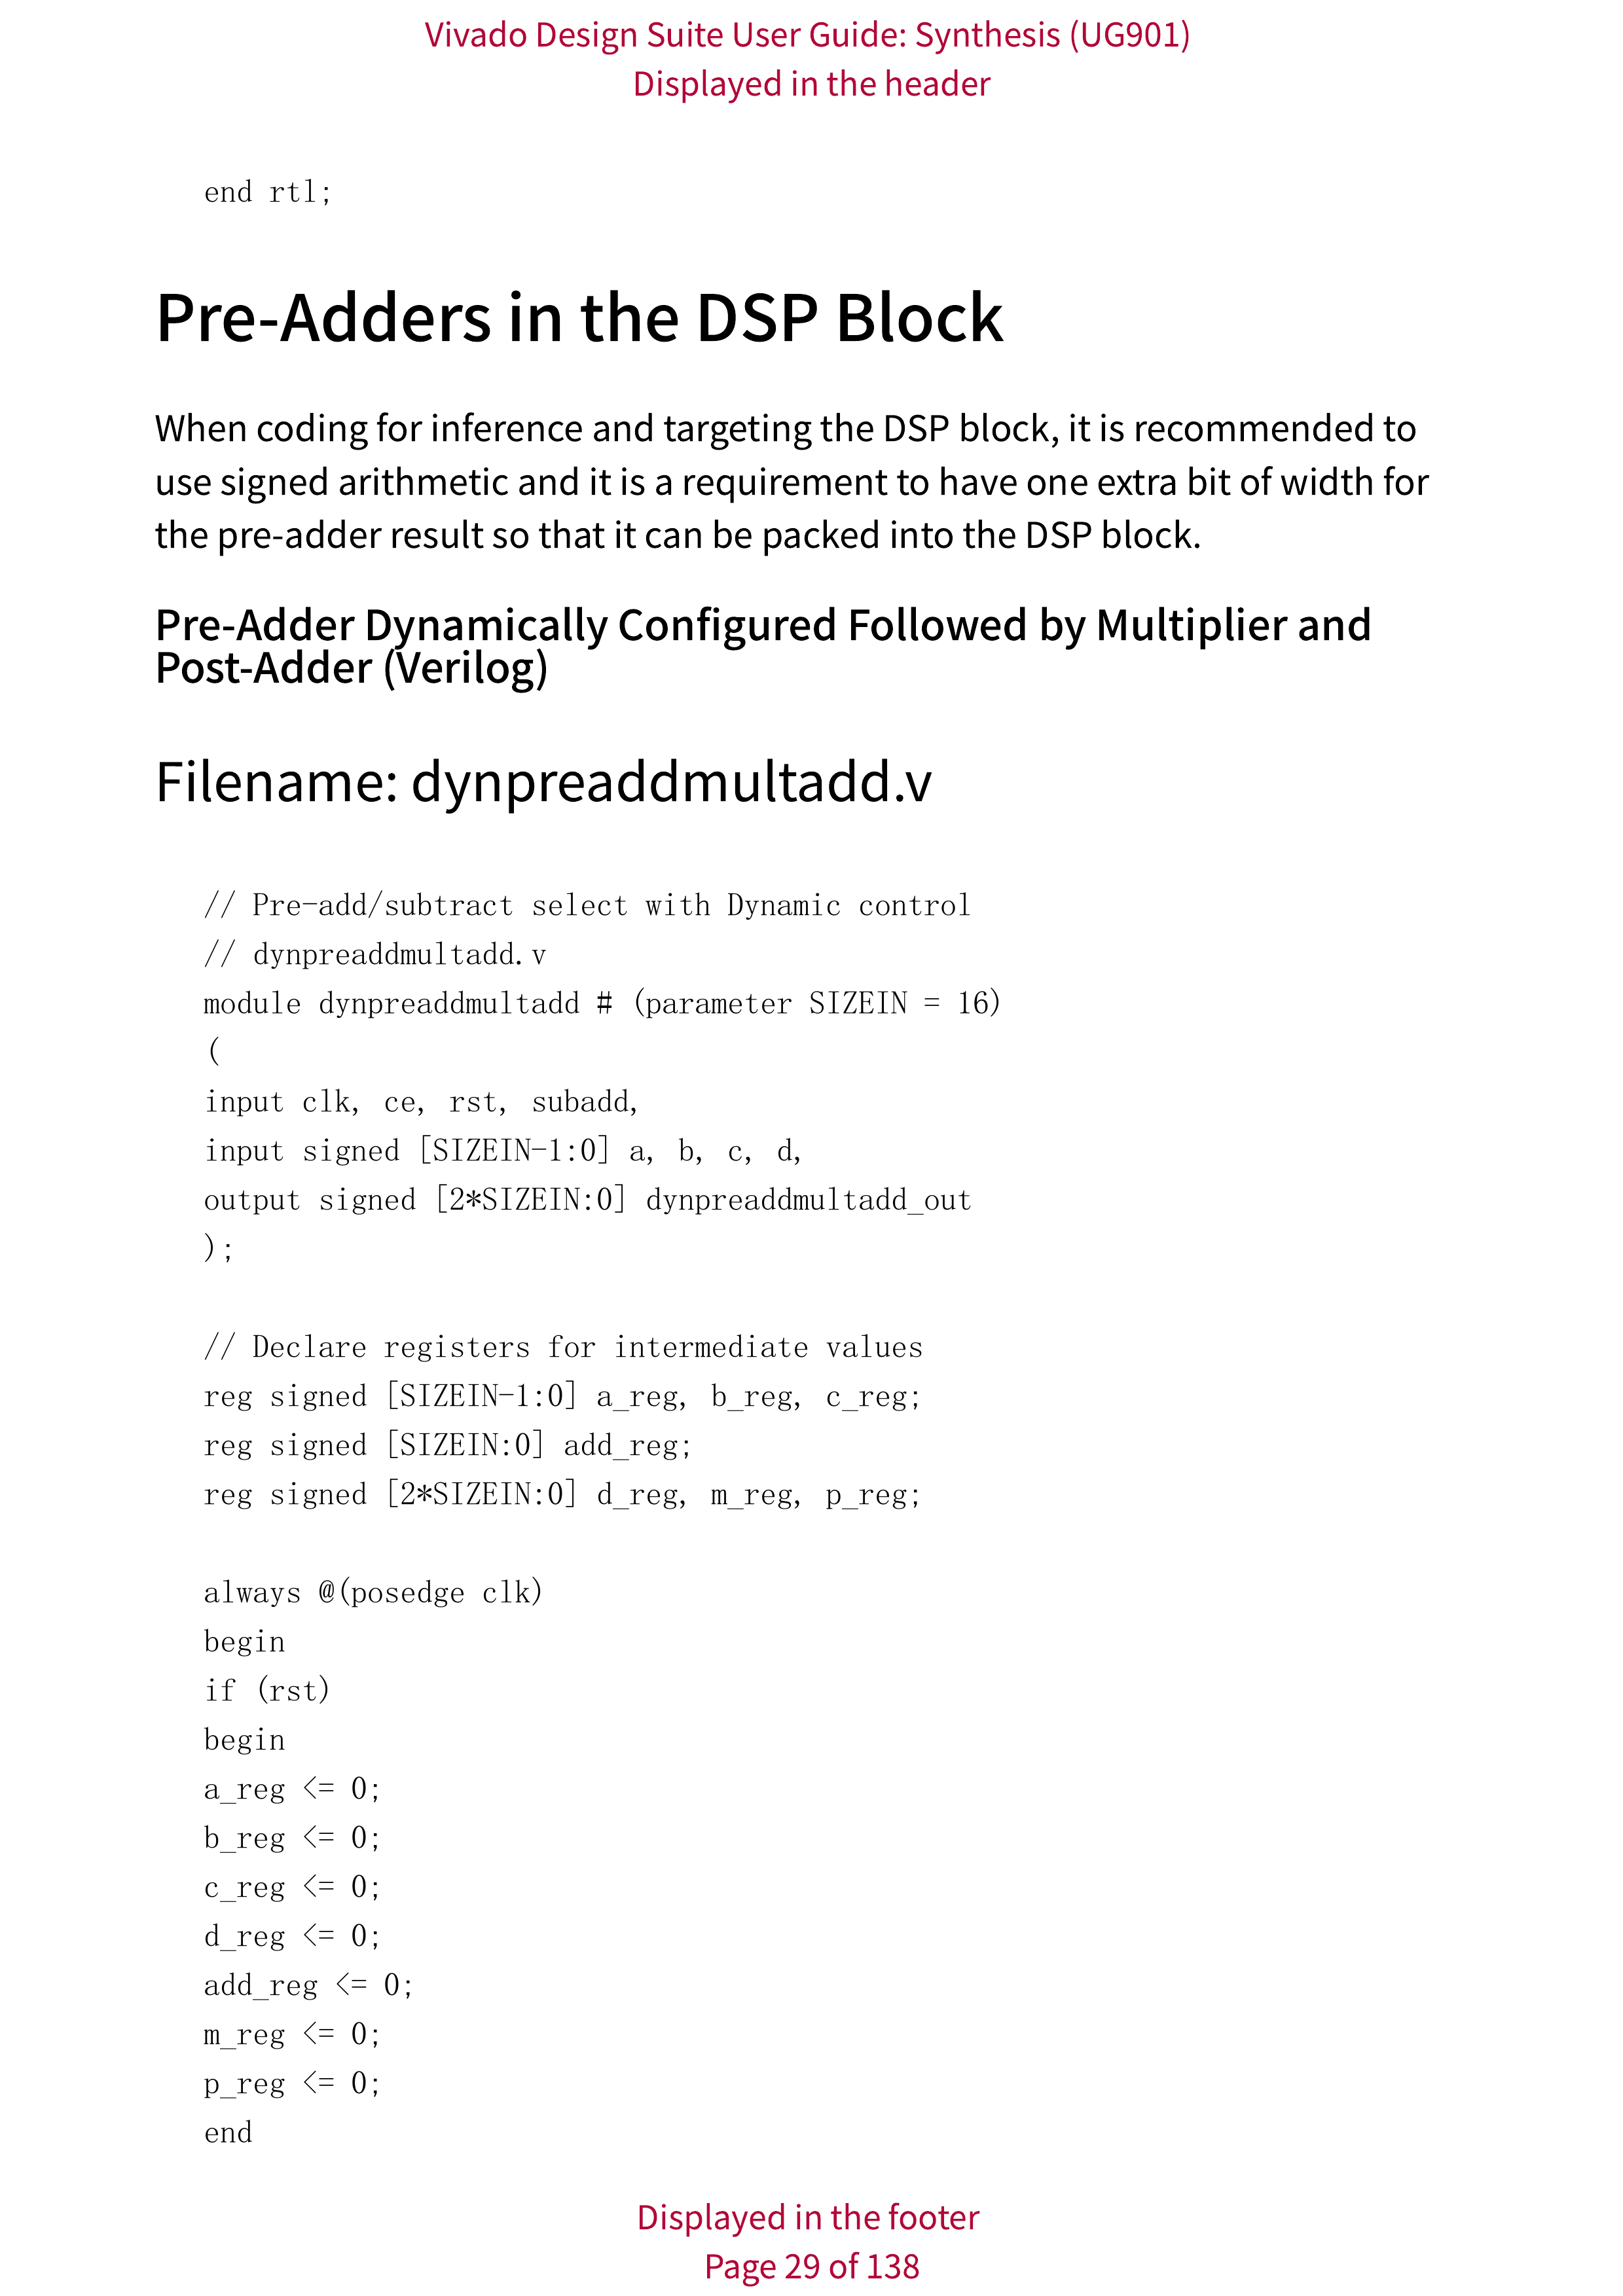 Vivado Design Suite User Guide: Synthesis (UG901)
Displayed in the header
end rtl;
Pre-Adders in the DSP Block
When coding for inference and targeting the DSP block, it is recommended to
use signed arithmetic and it is a requirement to have one extra bit of width for
the pre-adder result so that it can be packed into the DSP block.
Pre-Adder Dynamically Configured Followed by Multiplier and
Post-Adder (Verilog)
Filename: dynpreaddmultadd.v
// Pre-add/subtract select with Dynamic control
// dynpreaddmultadd.v
module dynpreaddmultadd # (parameter SIZEIN = 16)
(
input clk, ce, rst, subadd,
input signed [SIZEIN-1:0] a, b, c, d,
output signed [2*SIZEIN:0] dynpreaddmultadd_out
);
// Declare registers for intermediate values
reg signed [SIZEIN-1:0] a_reg, b_reg, c_reg;
reg signed [SIZEIN:0] add_reg;
reg signed [2*SIZEIN:0] d_reg, m_reg, p_reg;
always @(posedge clk)
begin
if (rst)
begin
a_reg <= 0;
b_reg <= 0;
c_reg <= 0;
d_reg <= 0;
add_reg <= 0;
m_reg <= 0;
p_reg <= 0;
end
Displayed in the footer
Page 29 of 138